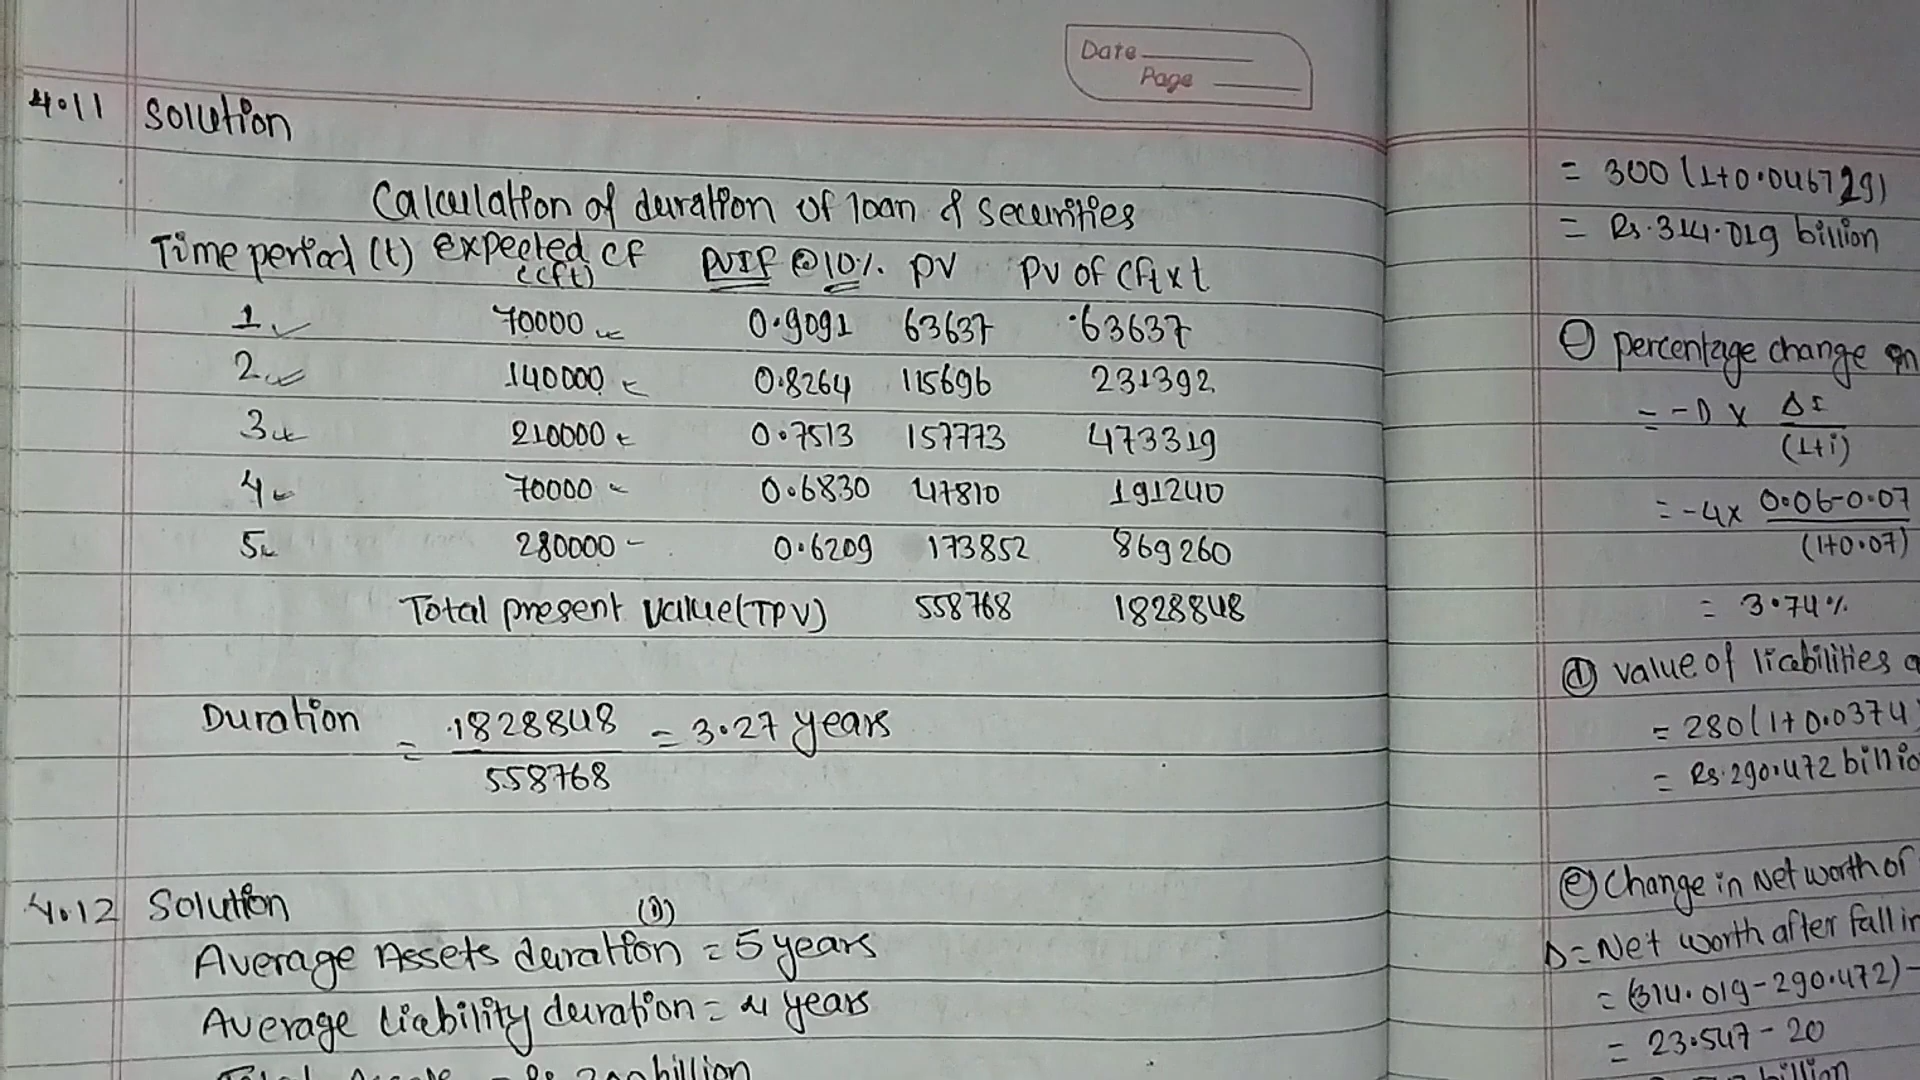 Date
Page
4.11 Solution
Calculation of duration of loan & securities
Time period (t) expected CF (cft) PVIF @10% PV PV of CFt x t
1 70000 0.9091 63637 63637
2 140000 0.8264 115696 231392
3 210000 0.7513 157773 473319
4 70000 0.6830 47810 191240
5 280000 0.6209 173852 869260
Total present value (TPV) 558768 1828848
Duration = 1828848 / 558768 = 3.27 years
4.12 Solution
(D)
Average Assets duration = 5 years
Average liability duration = 4 years
billion
= 300 (1+0.046729)
= Rs. 314.019 billion
percentage change in
= -D x ΔI / (1+i)
= -4x 0.06-0.07 / (1+0.07)
= 3.74%
(d) value of liabilities
= 280(1+0.0374)
= Rs. 290.472 billio
(e) Change in Net worth of
Δ = Net worth after fall in
= (314.019-290.472) -
= 23.547 - 20
billion